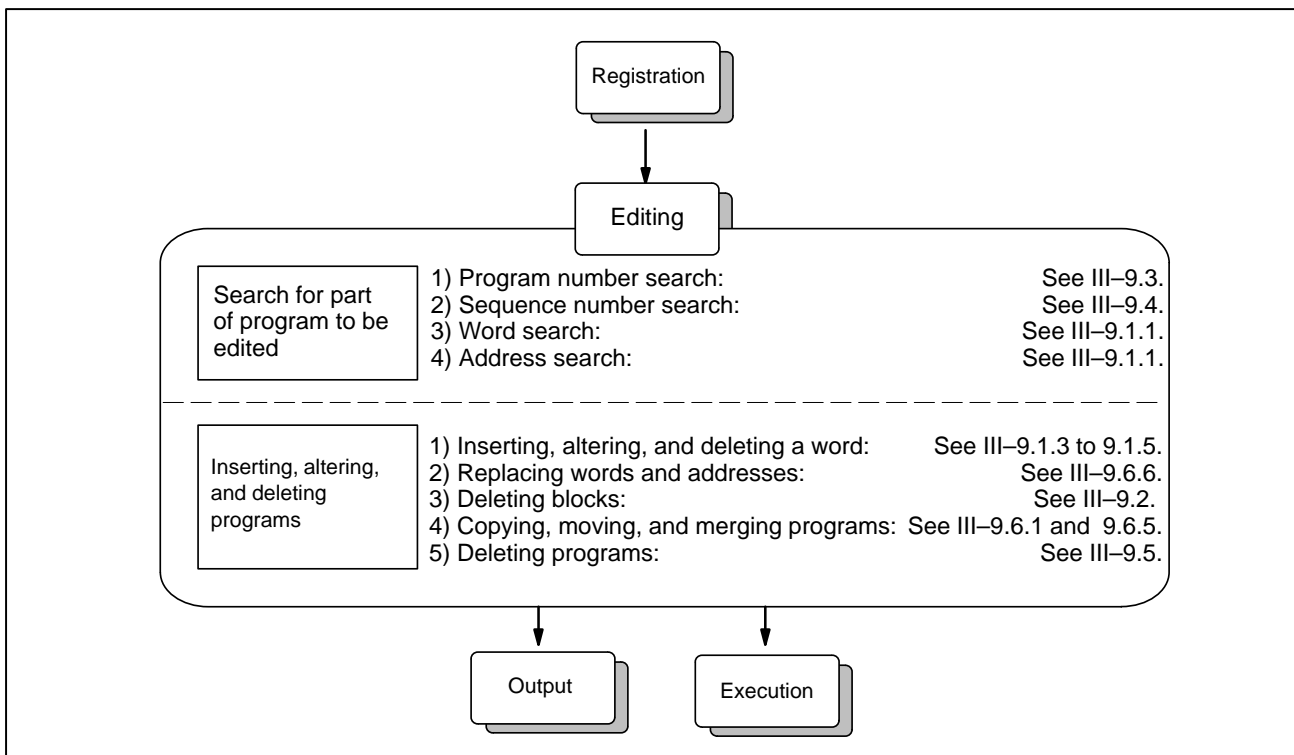 Registration
Editing
Search for part
of program to be
edited
1) Program number search: See III–9.3.
2) Sequence number search: See III–9.4.
3) Word search: See III–9.1.1.
4) Address search: See III–9.1.1.
Inserting, altering,
and deleting
programs
1) Inserting, altering, and deleting a word: See III–9.1.3 to 9.1.5.
2) Replacing words and addresses: See III–9.6.6.
3) Deleting blocks: See III–9.2.
4) Copying, moving, and merging programs: See III–9.6.1 and 9.6.5.
5) Deleting programs: See III–9.5.
Output
Execution